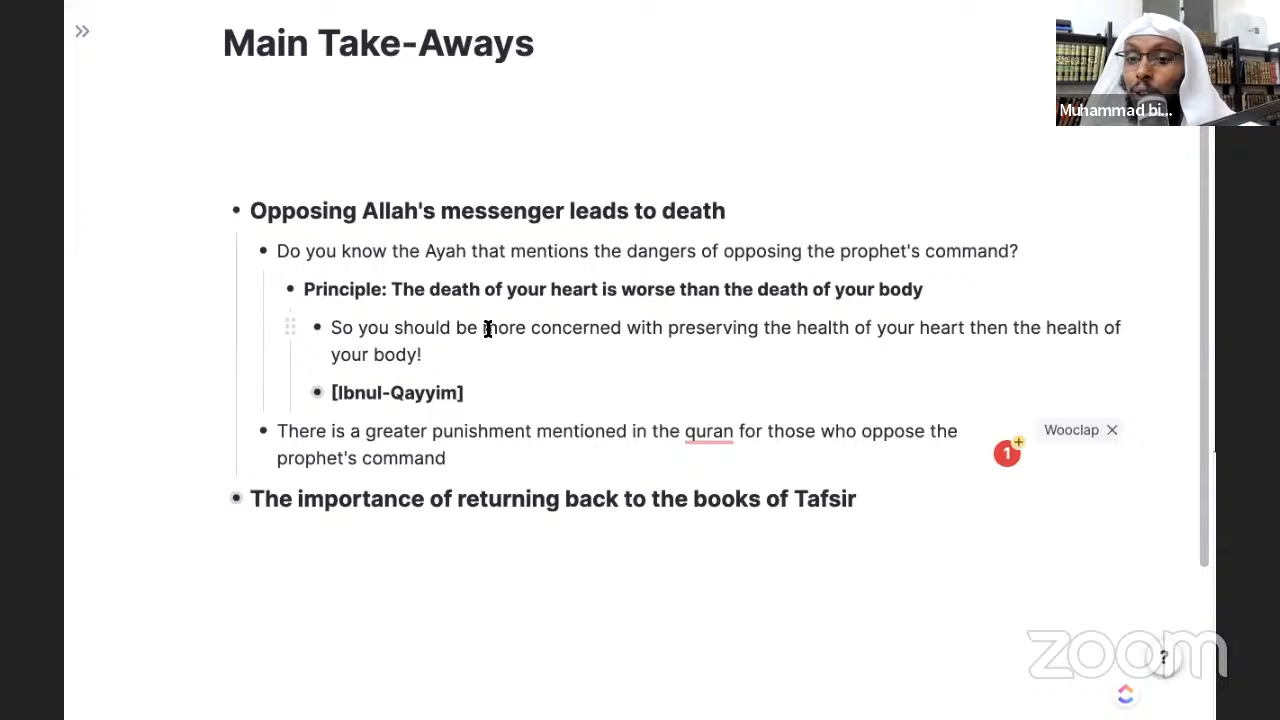 Main Take-Aways
Muhammad bi...
Opposing Allah's messenger leads to death
Do you know the Ayah that mentions the dangers of opposing the prophet's command?
Principle: The death of your heart is worse than the death of your body
So you should be more concerned with preserving the health of your heart then the health of
your body!
[Ibnul-Qayyim]
There is a greater punishment mentioned in the quran for those who oppose the
prophet's command
Wooclap
1
The importance of returning back to the books of Tafsir
zoom
?